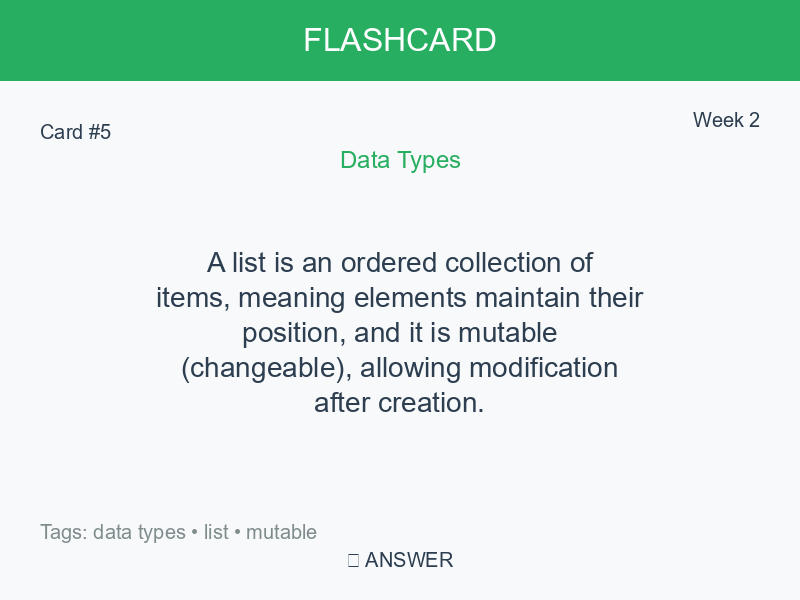 FLASHCARD
Card #5
Week 2
Data Types
A list is an ordered collection of
items, meaning elements maintain their
position, and it is mutable
(changeable), allowing modification
after creation.
Tags: data types • list • mutable
ANSWER